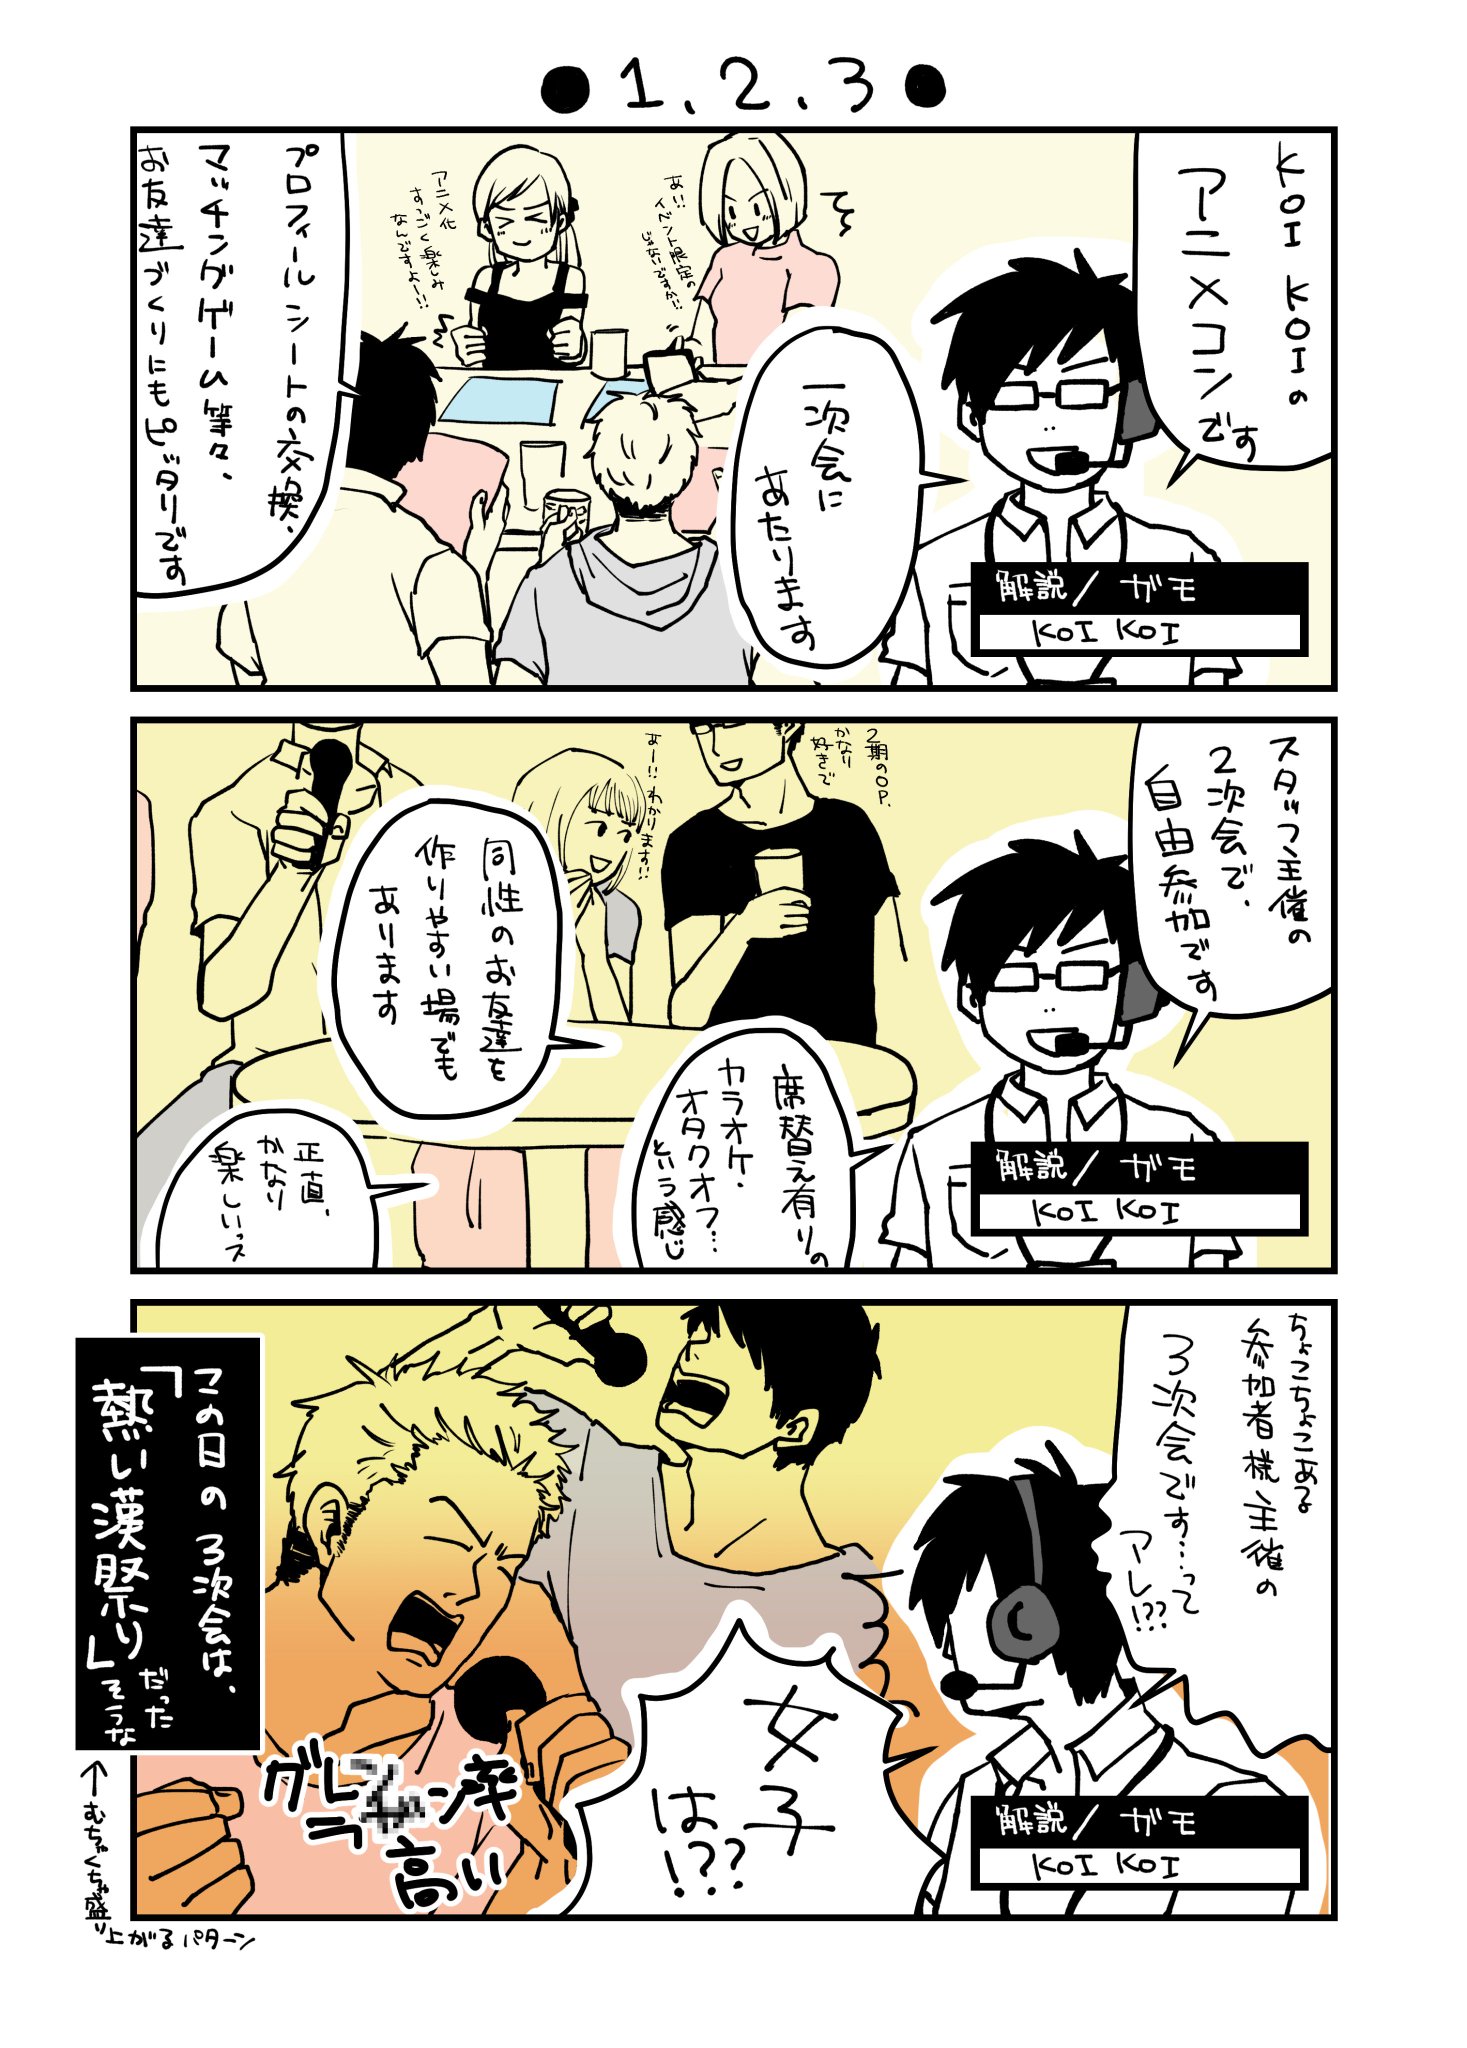 ●1.2.3●
KOI KOIの
アニメコンです
一次会に
あたります
あ!!
イベント限定の
じゃないですか!!
アニメ化
すっごく楽しみ
なんですよー!!
プロフィールシートの交換、
マッチングゲーム等々、
お友達づくりにもピッタリです
解説/ガモ
KOI KOI
スタッフ主催の
2次会で、
自由参加です
2期のOP.
かなり
好きで
あー!!わかります!!
席替え有りの
カラオケ・
オタクオフ…
という感じ
同性のお友達を
作りやすい場でも
あります
正直、
かなり
楽しいっス
解説/ガモ
KOI KOI
ちょこちょこある
参加者様主催の
3次会です…って
アレ!??
女子
は!??
解説/ガモ
KOI KOI
グレン
ラ
ン率
高い
この日の3次会は、
「熱い漢祭り」だったそうな
↑むちゃくちゃ盛り上がるパターン